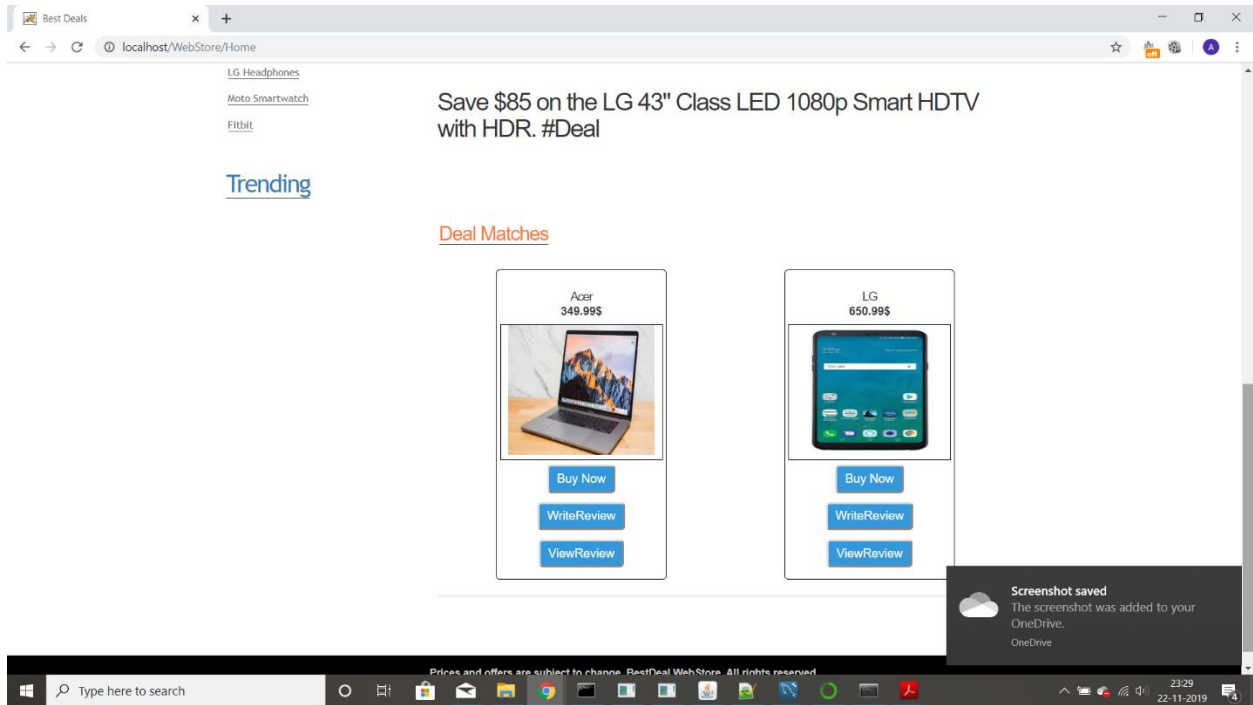 Best Deals
localhost/WebStore/Home
off
A
LG Headphones
Moto Smartwatch
Fitbit
Trending
Save $85 on the LG 43" Class LED 1080p Smart HDTV
with HDR. #Deal
Deal Matches
Acer
349.99$
Buy Now
WriteReview
ViewReview
LG
650.99$
Buy Now
WriteReview
ViewReview
Screenshot saved
The screenshot was added to your
OneDrive.
OneDrive
Prices and offers are subject to change. BestDeal WebStore. All rights reserved
Type here to search
23:29
22-11-2019
4